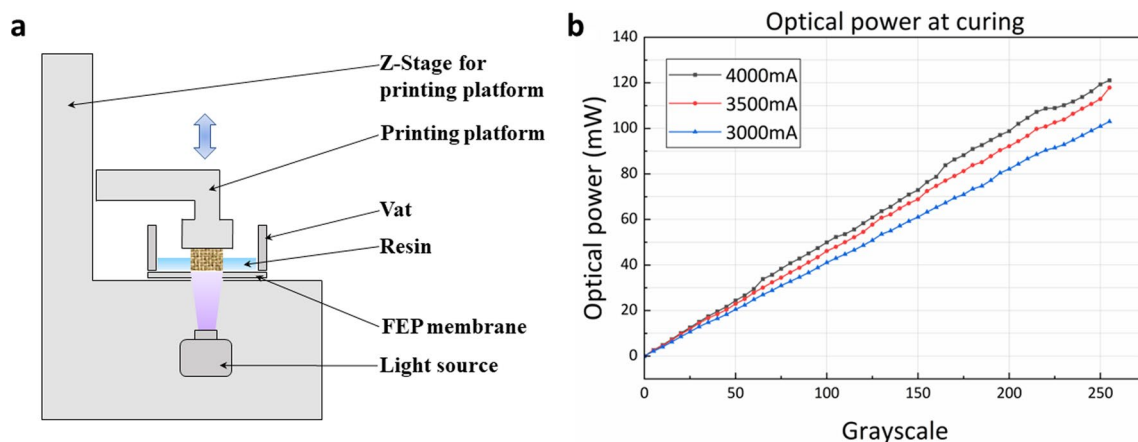 a
Z-Stage for
printing platform
Printing platform
Vat
Resin
FEP membrane
Light source
b
Optical power at curing
Optical power (mW)
140
120
100
80
60
40
20
0
4000mA
3500mA
3000mA
0 50 100 150 200 250
Grayscale